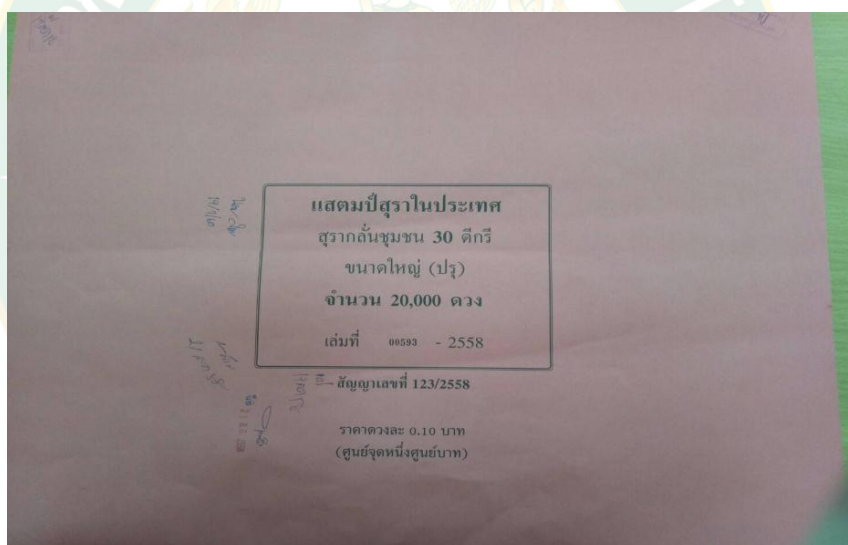 แสตมป์สุราในประเทศ
สุรากลั่นชุมชน 30 ดีกรี
ขนาดใหญ่ (ปรุ)
จำนวน 20,000 ดวง
เล่มที่ 00593 - 2558
สัญญาเลขที่ 123/2558
ราคาดวงละ 0.10 บาท
(ศูนย์จุดหนึ่งศูนย์บาท)